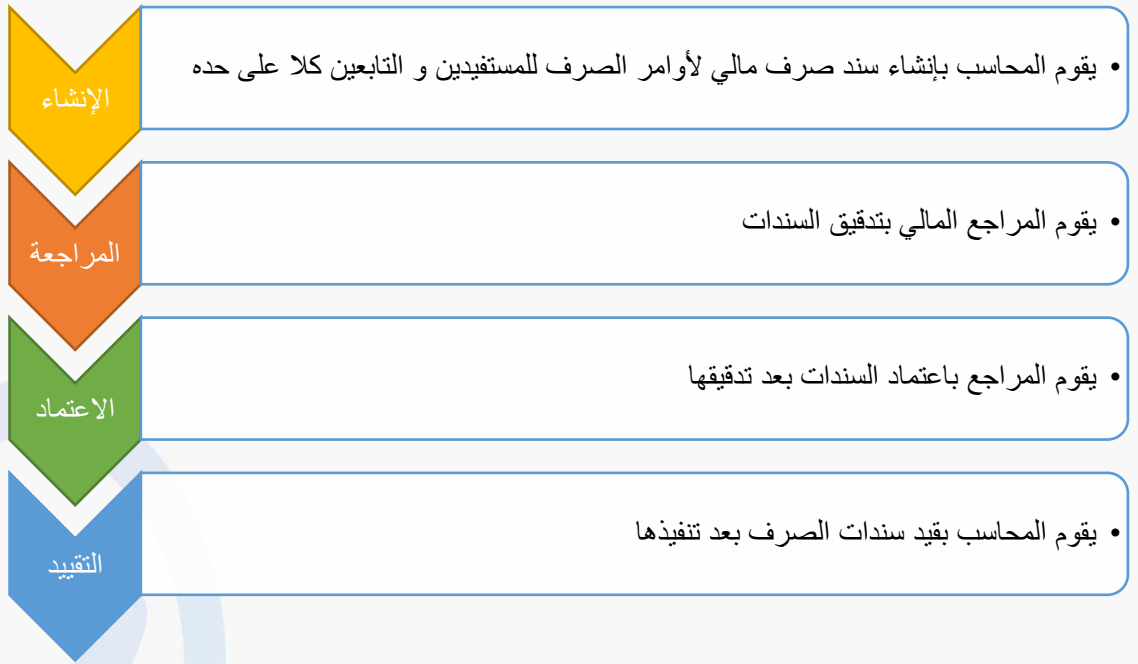 الإنشاء
• يقوم المحاسب بإنشاء سند صرف مالي لأوامر الصرف للمستفيدين و التابعين كلا على حده
المراجعة
• يقوم المراجع المالي بتدقيق السندات
الاعتماد
• يقوم المراجع باعتماد السندات بعد تدقيقها
التقييد
• يقوم المحاسب بقيد سندات الصرف بعد تنفيذها